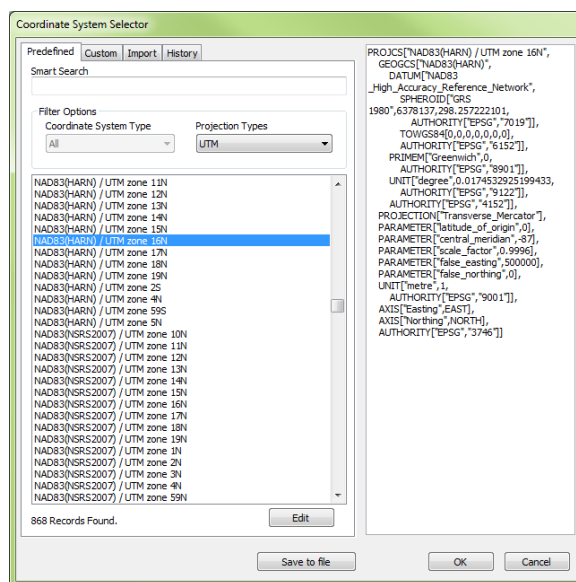 Coordinate System Selector
Predefined
Custom
Import
History
Smart Search
Filter Options
Coordinate System Type
Projection Types
All
UTM
NAD83(HARN) / UTM zone 11N
NAD83(HARN) / UTM zone 12N
NAD83(HARN) / UTM zone 13N
NAD83(HARN) / UTM zone 14N
NAD83(HARN) / UTM zone 15N
NAD83(HARN) / UTM zone 16N
NAD83(HARN) / UTM zone 17N
NAD83(HARN) / UTM zone 18N
NAD83(HARN) / UTM zone 19N
NAD83(HARN) / UTM zone 2S
NAD83(HARN) / UTM zone 4N
NAD83(HARN) / UTM zone 59S
NAD83(HARN) / UTM zone 5N
NAD83(NSRS2007) / UTM zone 10N
NAD83(NSRS2007) / UTM zone 11N
NAD83(NSRS2007) / UTM zone 12N
NAD83(NSRS2007) / UTM zone 13N
NAD83(NSRS2007) / UTM zone 14N
NAD83(NSRS2007) / UTM zone 15N
NAD83(NSRS2007) / UTM zone 16N
NAD83(NSRS2007) / UTM zone 17N
NAD83(NSRS2007) / UTM zone 18N
NAD83(NSRS2007) / UTM zone 19N
NAD83(NSRS2007) / UTM zone 1N
NAD83(NSRS2007) / UTM zone 2N
NAD83(NSRS2007) / UTM zone 3N
NAD83(NSRS2007) / UTM zone 4N
NAD83(NSRS2007) / UTM zone 59N
868 Records Found.
Edit
PROJCS["NAD83(HARN) / UTM zone 16N",
GEOGCS["NAD83(HARN)",
DATUM["NAD83
_High_Accuracy_Reference_Network",
SPHEROID["GRS
1980",6378137,298.257222101,
AUTHORITY["EPSG","7019"]],
TOWGS84[0,0,0,0,0,0,0],
AUTHORITY["EPSG","6152"]],
PRIMEM["Greenwich",0,
AUTHORITY["EPSG","8901"]],
UNIT["degree",0.0174532925199433,
AUTHORITY["EPSG","9122"]],
AUTHORITY["EPSG","4152"]],
PROJECTION["Transverse_Mercator"],
PARAMETER["latitude_of_origin",0],
PARAMETER["central_meridian",-87],
PARAMETER["scale_factor",0.9996],
PARAMETER["false_easting",500000],
PARAMETER["false_northing",0],
UNIT["metre",1,
AUTHORITY["EPSG","9001"]],
AXIS["Easting",EAST],
AXIS["Northing",NORTH],
AUTHORITY["EPSG","3746"]]
Save to file
OK
Cancel